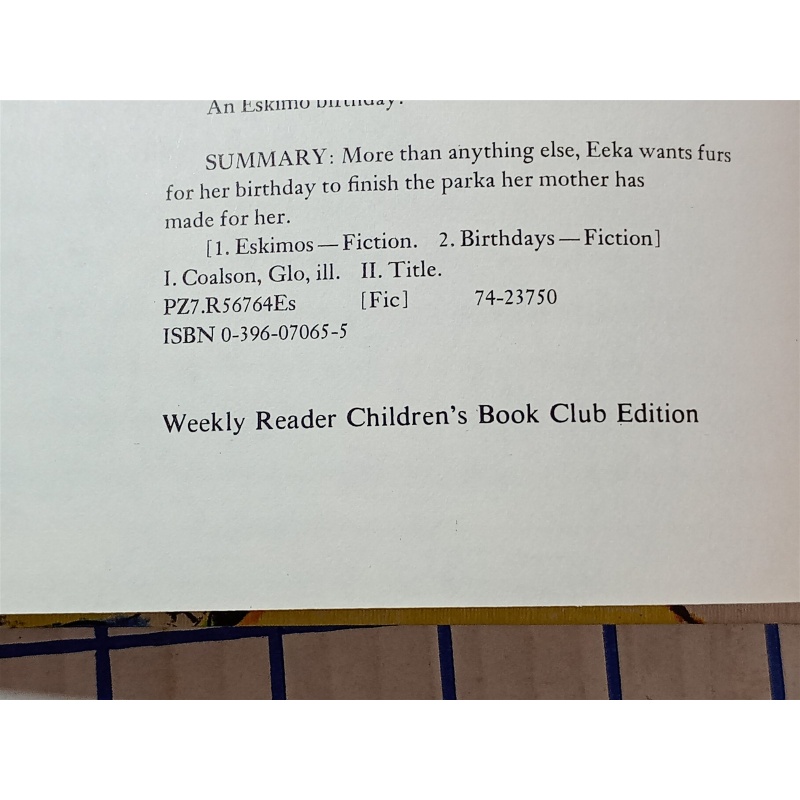 An Eskimo birthday.
SUMMARY: More than anything else, Eeka wants furs
for her birthday to finish the parka her mother has
made for her.
[1. Eskimos — Fiction. 2. Birthdays — Fiction]
I. Coalson, Glo, ill. II. Title.
PZ7.R56764Es [Fic] 74-23750
ISBN 0-396-07065-5
Weekly Reader Children's Book Club Edition